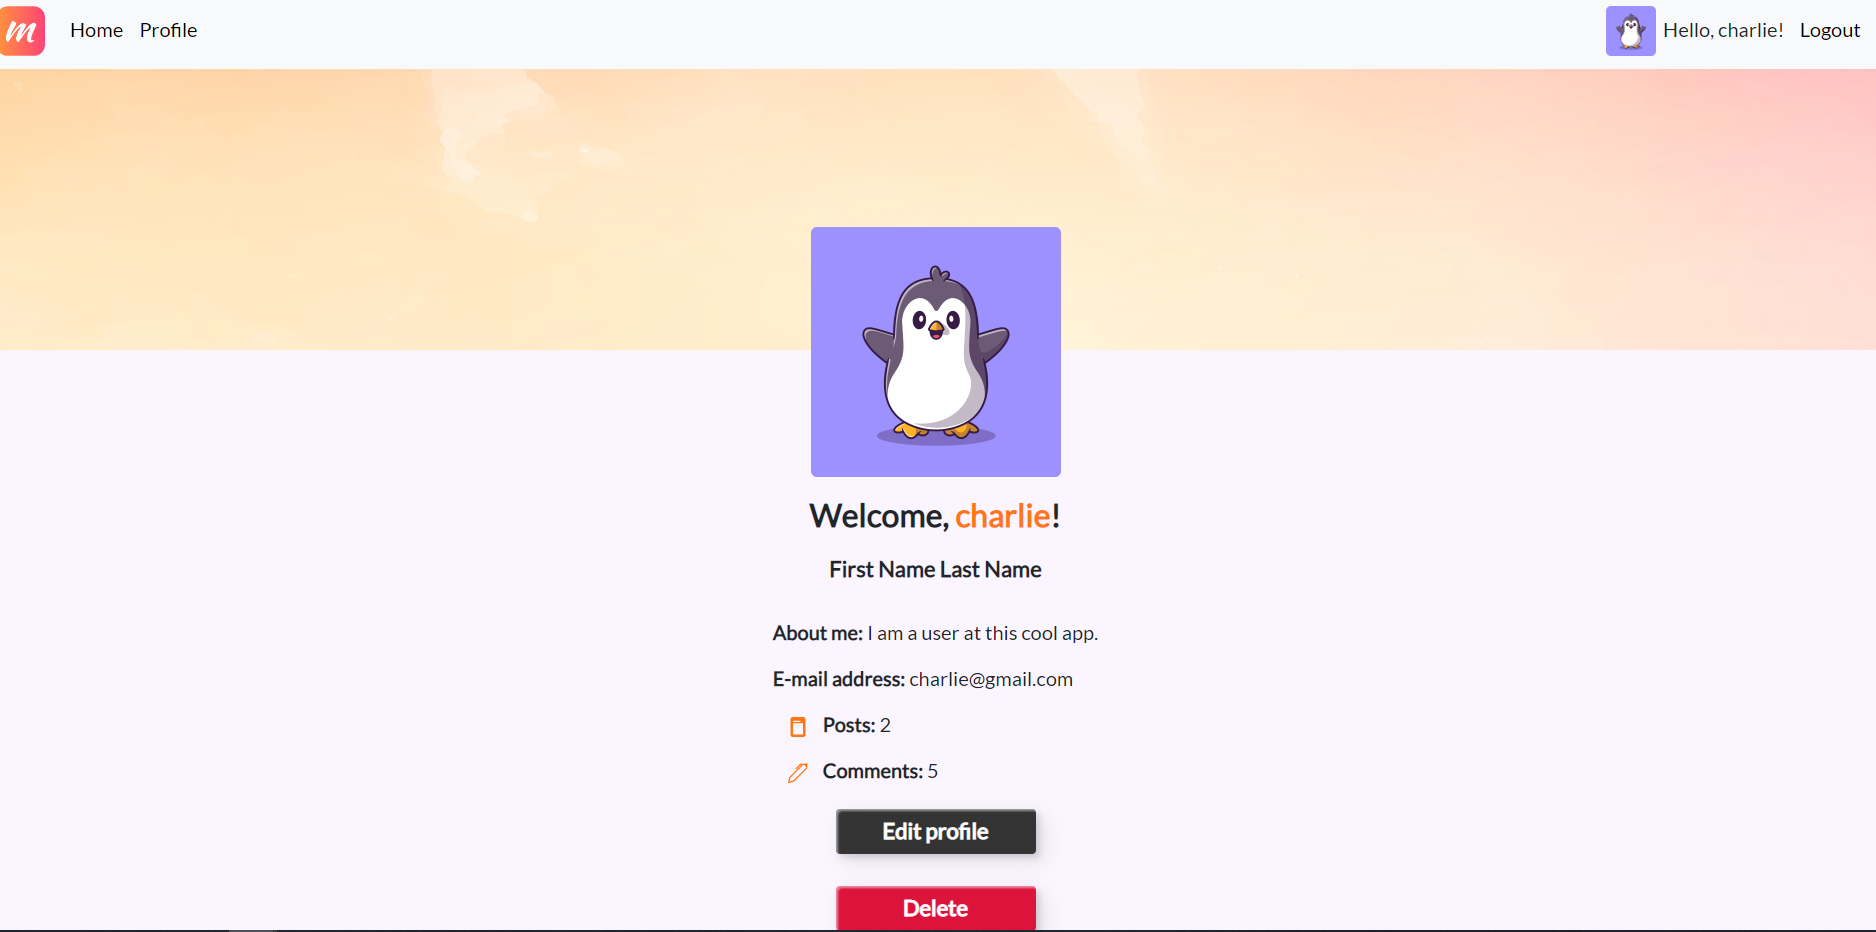 m Home Profile Hello, charlie! Logout
Welcome, charlie!
First Name Last Name
About me: I am a user at this cool app.
E-mail address: charlie@gmail.com
Posts: 2
Comments: 5
Edit profile
Delete